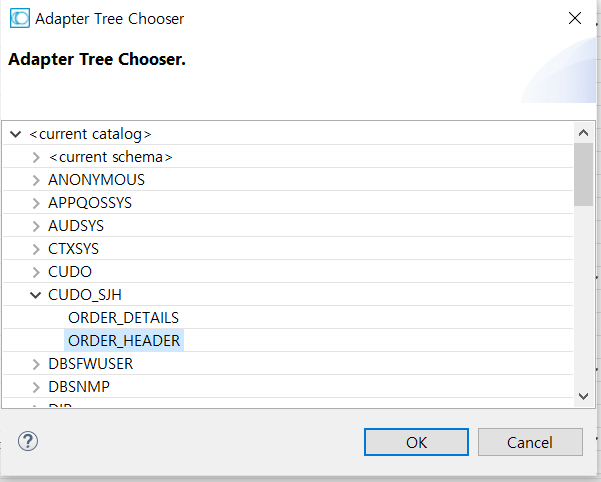 Adapter Tree Chooser
Adapter Tree Chooser.
<current catalog>
<current schema>
ANONYMOUS
APPQOSSYS
AUDSYS
CTXSYS
CUDO
CUDO_SJH
ORDER_DETAILS
ORDER_HEADER
DBSFWUSER
DBSNMP
OK
Cancel